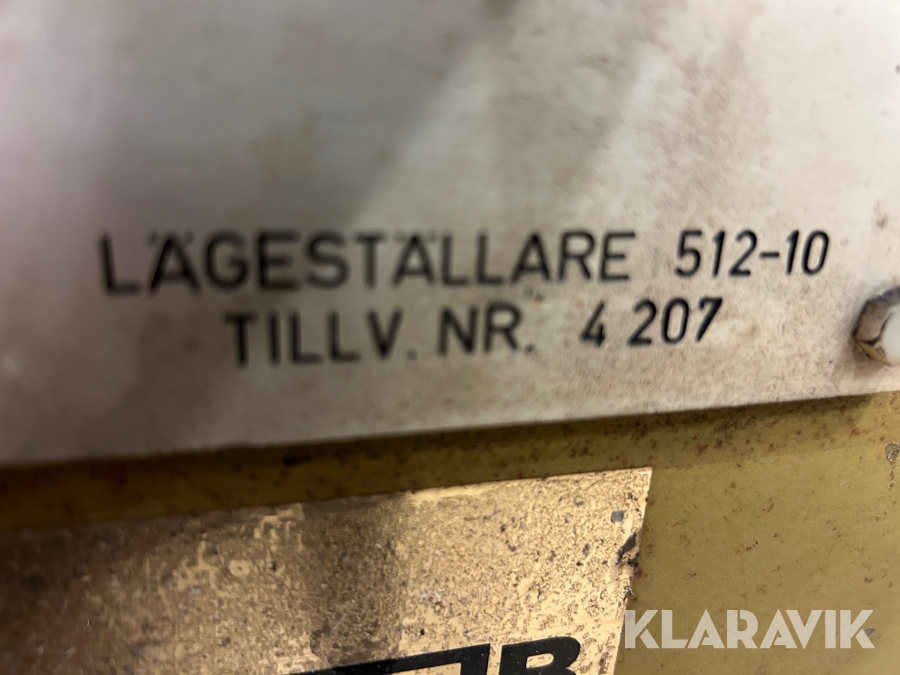 LÄGESTÄLLARE 512-10
TILLV. NR. 4 207
KLARAVIK